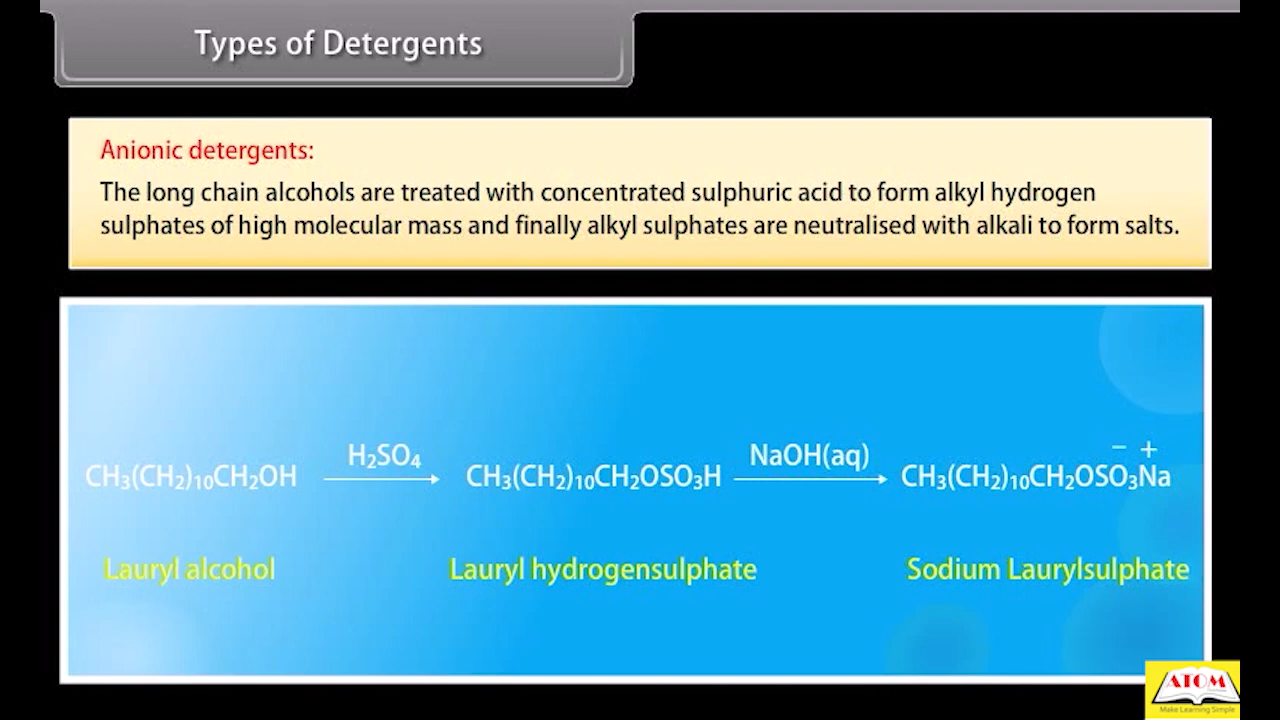 Types of Detergents
Anionic detergents:
The long chain alcohols are treated with concentrated sulphuric acid to form alkyl hydrogen
sulphates of high molecular mass and finally alkyl sulphates are neutralised with alkali to form salts.
CH₃(CH₂)₁₀CH₂OH H₂SO₄ → CH₃(CH₂)₁₀CH₂OSO₃H NaOH(aq) → CH₃(CH₂)₁₀CH₂OSO₃⁻Na⁺
Lauryl alcohol Lauryl hydrogensulphate Sodium Laurylsulphate
ATOM
Make Learning Simple